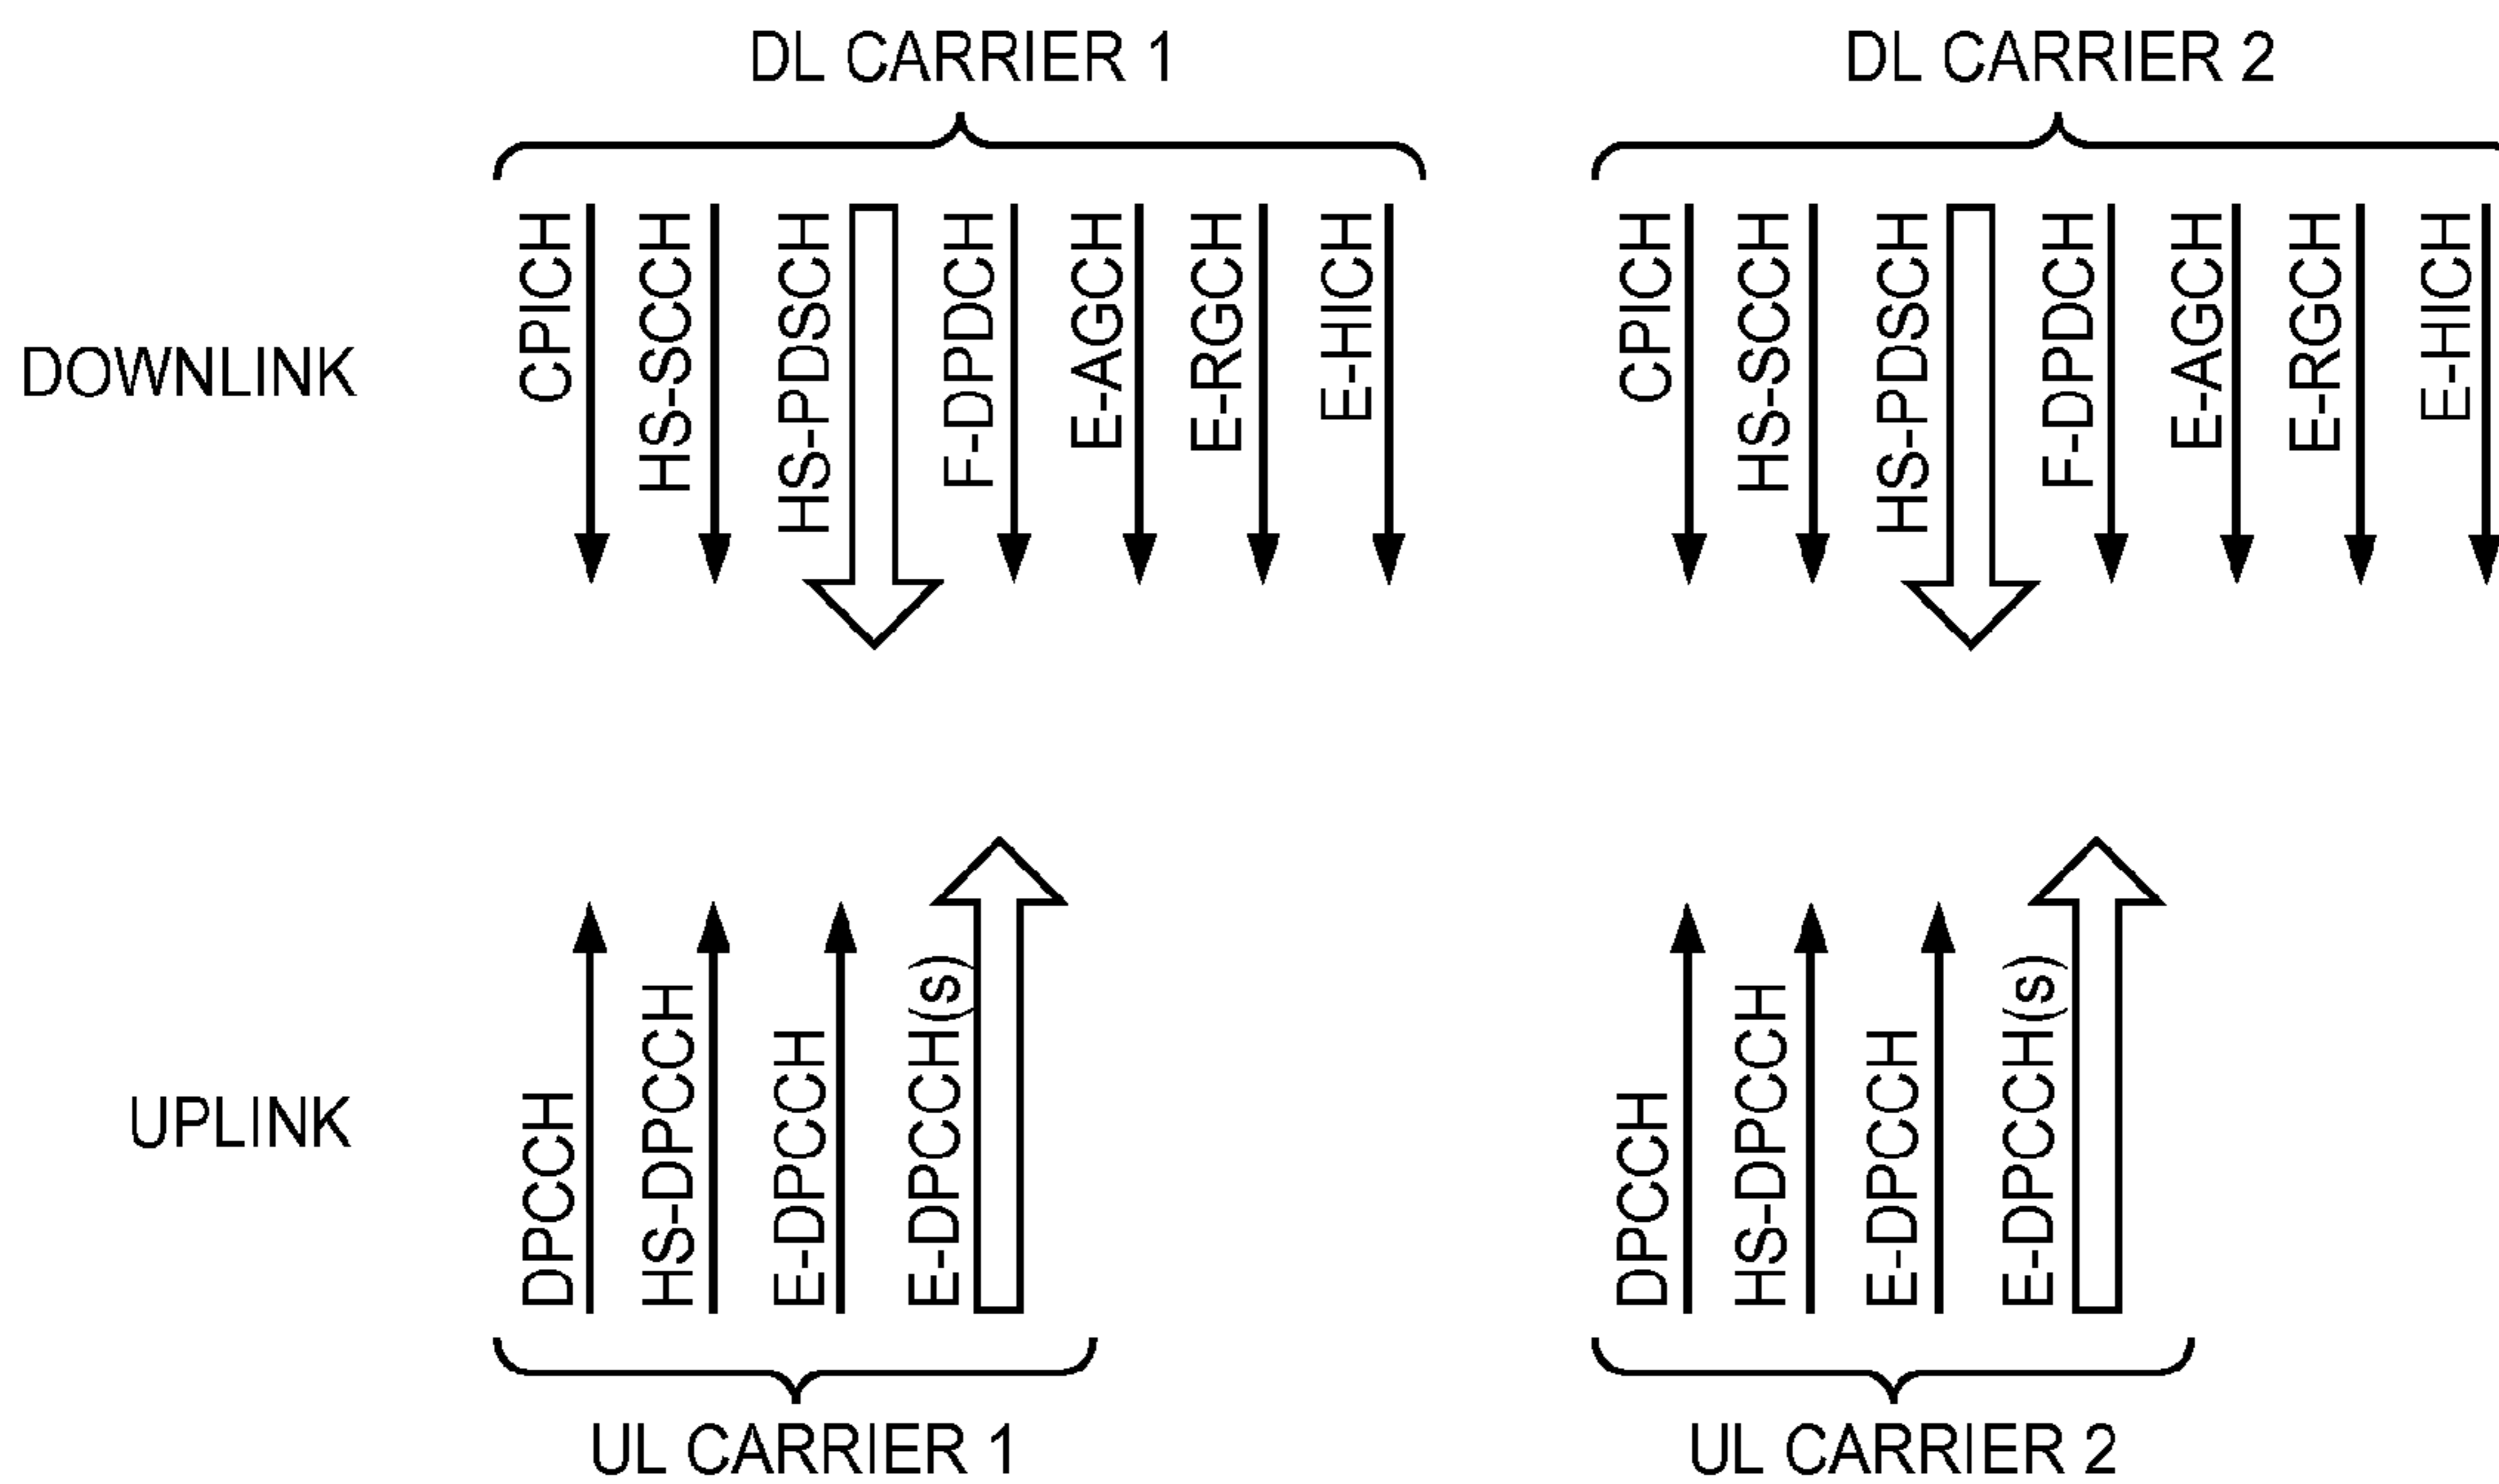 DL CARRIER 1
DL CARRIER 2
DOWNLINK
CPICH
HS-SCCH
HS-PDSCH
F-DPDCH
E-AGCH
E-RGCH
E-HICH
CPICH
HS-SCCH
HS-PDSCH
F-DPDCH
E-AGCH
E-RGCH
E-HICH
UPLINK
DPCCH
HS-DPCCH
E-DPCCH
E-DPCCH(s)
DPCCH
HS-DPCCH
E-DPCCH
E-DPCCH(s)
UL CARRIER 1
UL CARRIER 2